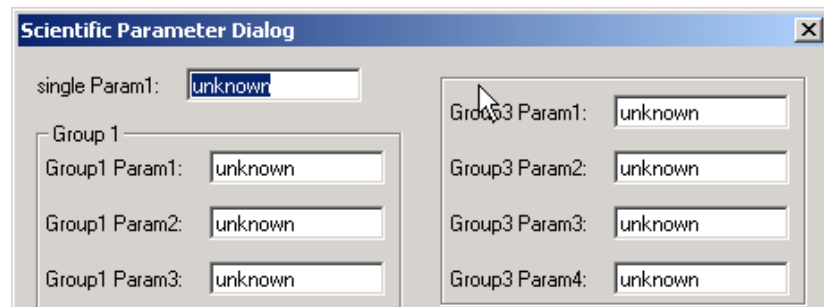 Scientific Parameter Dialog
single Param1: unknown
Group 1
Group1 Param1: unknown
Group1 Param2: unknown
Group1 Param3: unknown
Group3 Param1: unknown
Group3 Param2: unknown
Group3 Param3: unknown
Group3 Param4: unknown